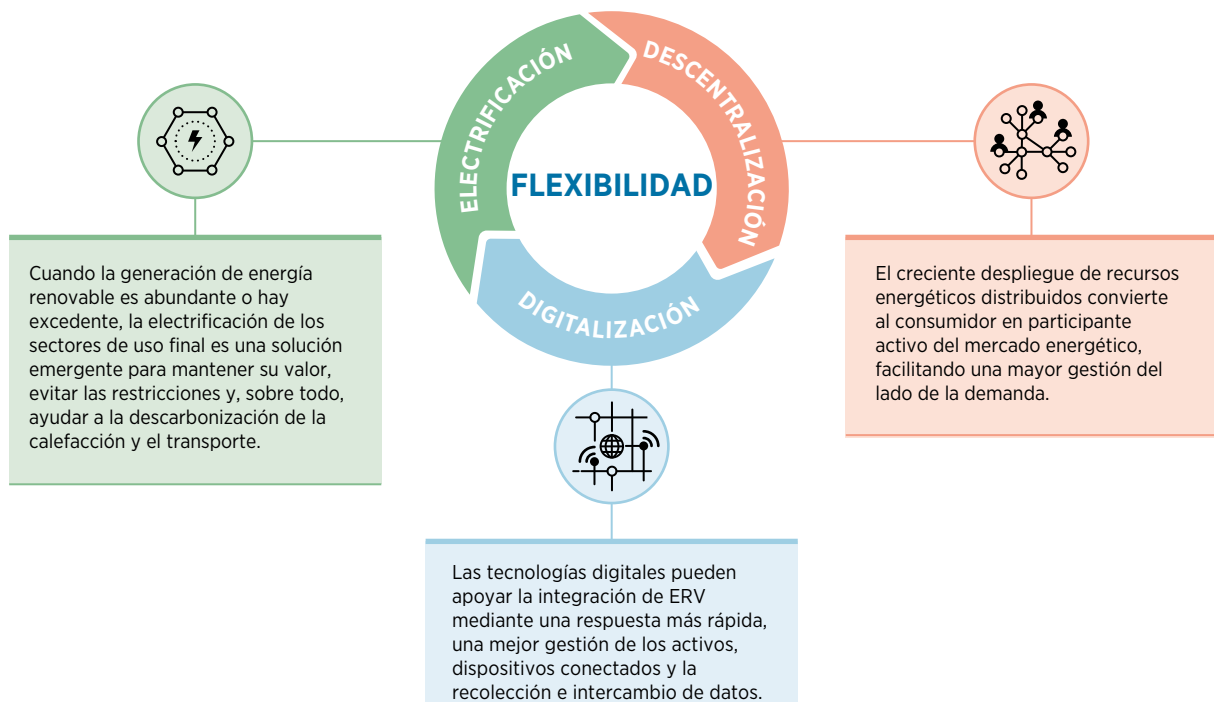 ELECTRIFICACIÓN
DESCENTRALIZACIÓN
FLEXIBILIDAD
DIGITALIZACIÓN
Cuando la generación de energía
renovable es abundante o hay
excedente, la electrificación de los
sectores de uso final es una solución
emergente para mantener su valor,
evitar las restricciones y, sobre todo,
ayudar a la descarbonización de la
calefacción y el transporte.
El creciente despliegue de recursos
energéticos distribuidos convierte
al consumidor en participante
activo del mercado energético,
facilitando una mayor gestión del
lado de la demanda.
Las tecnologías digitales pueden
apoyar la integración de ERV
mediante una respuesta más rápida,
una mejor gestión de los activos,
dispositivos conectados y la
recolección e intercambio de datos.